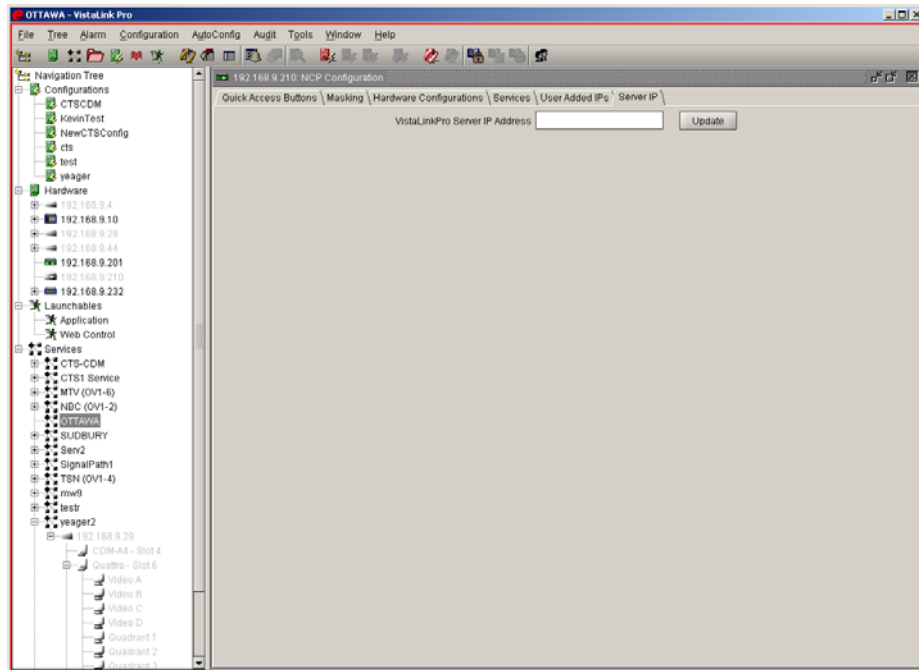 OTTAWA - VistaLink Pro
File Tree Alarm Configuration AutoConfig Audit Tools Window Help
Navigation Tree
Configurations
CTSCDM
KevinTest
NewCTSConfig
cts
test
yeager
Hardware
192.168.9.4
192.168.9.10
192.168.9.29
192.168.9.44
192.168.9.201
192.168.9.210
192.168.9.232
Launchables
Application
Web Control
Services
CTS-CDM
CTS1 Service
MTV (OV1-6)
NBC (OV1-2)
OTTAWA
SUDBURY
Serv2
SignalPath1
TSN (OV1-4)
mw9
testr
yeager2
192.168.9.29
CDM-A4 - Slot 4
Quattro - Slot 6
Video A
Video B
Video C
Video D
Quadrant 1
Quadrant 2
Quadrant 3
192.168.9.210: NCP Configuration
Quick Access Buttons Masking Hardware Configurations Services User Added IPs Server IP
VistaLinkPro Server IP Address Update